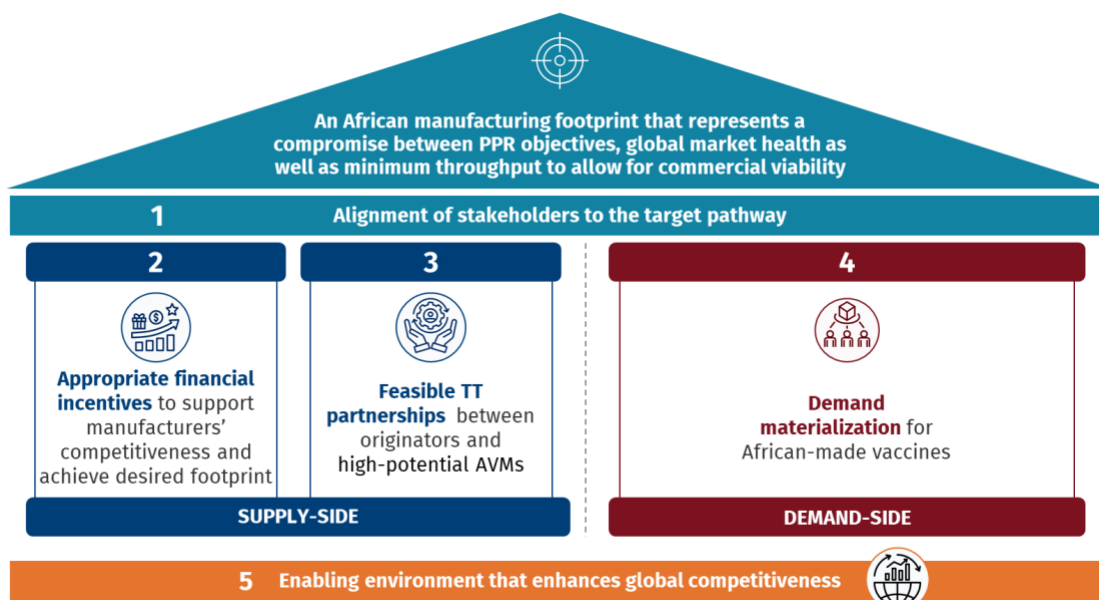 An African manufacturing footprint that represents a
compromise between PPR objectives, global market health as
well as minimum throughput to allow for commercial viability
1 Alignment of stakeholders to the target pathway
2
Appropriate financial
incentives to support
manufacturers’
competitiveness and
achieve desired footprint
3
Feasible TT
partnerships between
originators and
high-potential AVMs
SUPPLY-SIDE
4
Demand
materialization for
African-made vaccines
DEMAND-SIDE
5 Enabling environment that enhances global competitiveness